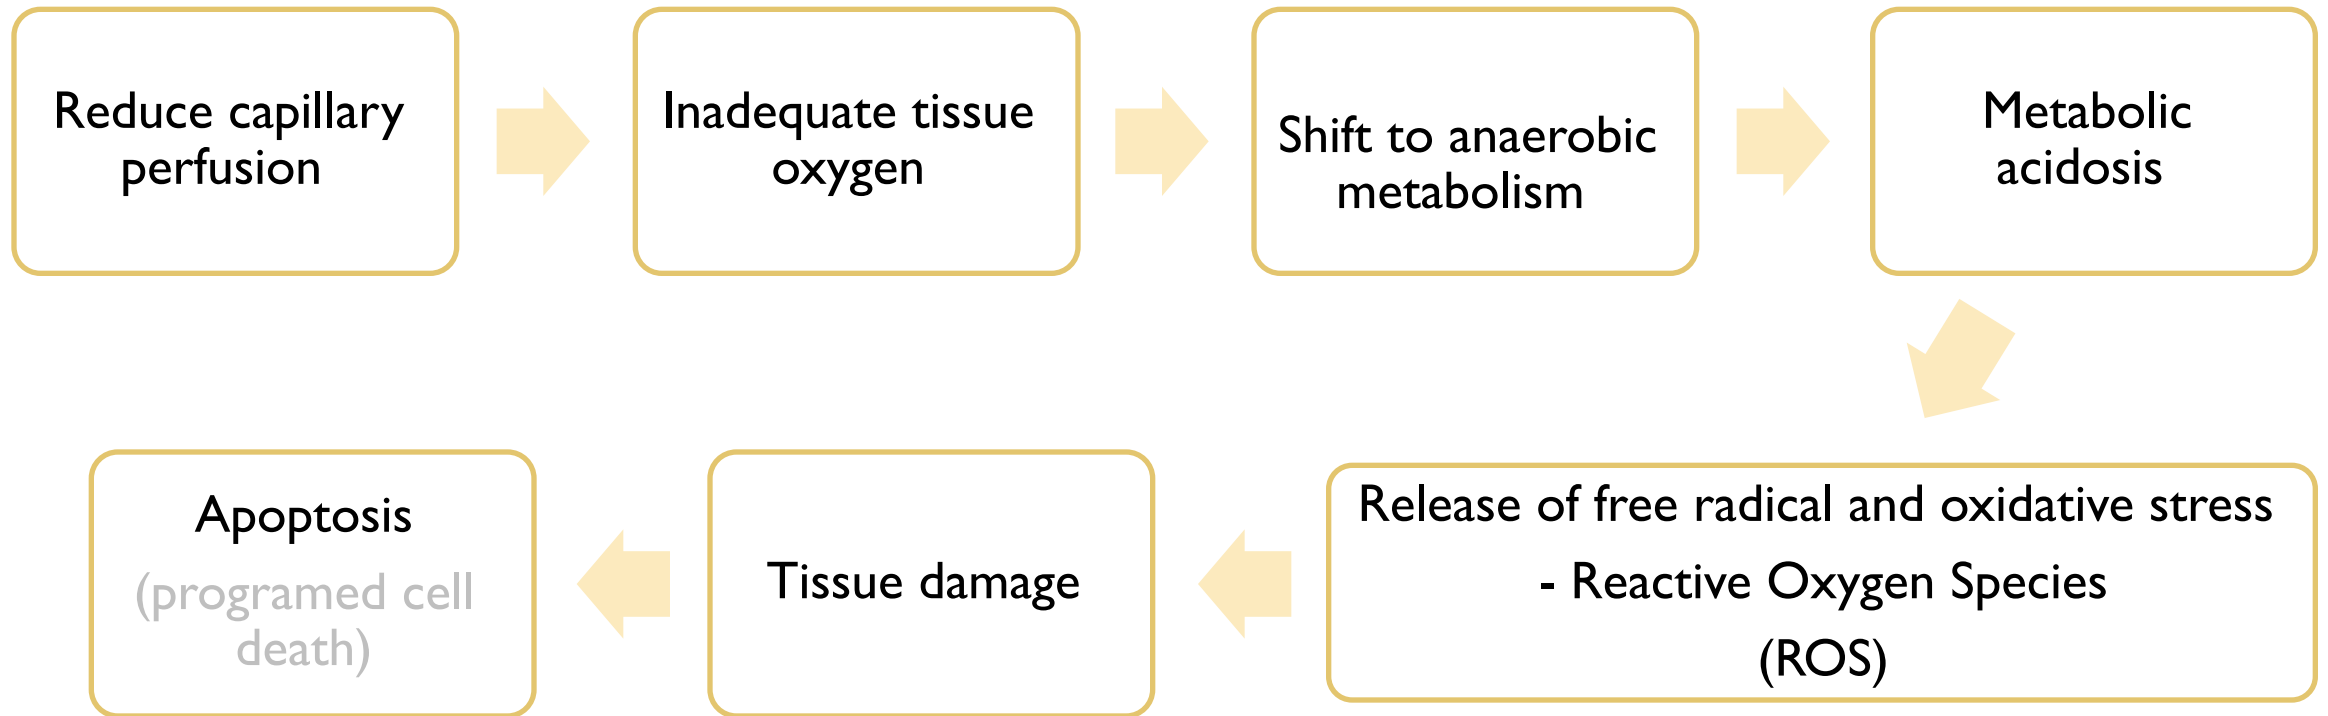 Reduce capillary
perfusion
Inadequate tissue
oxygen
Shift to anaerobic
metabolism
Metabolic
acidosis
Release of free radical and oxidative stress
- Reactive Oxygen Species
(ROS)
Tissue damage
Apoptosis
(programed cell
death)